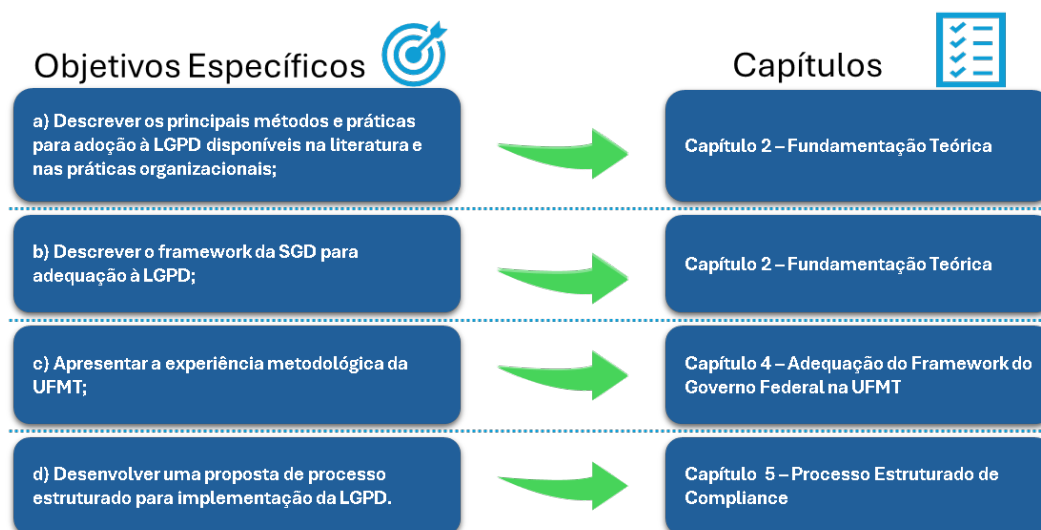 Objetivos Específicos
Capítulos
a) Descrever os principais métodos e práticas
para adoção à LGPD disponíveis na literatura e
nas práticas organizacionais;
Capítulo 2 – Fundamentação Teórica
b) Descrever o framework da SGD para
adequação à LGPD;
Capítulo 2 – Fundamentação Teórica
c) Apresentar a experiência metodológica da
UFMT;
Capítulo 4 – Adequação do Framework do
Governo Federal na UFMT
d) Desenvolver uma proposta de processo
estruturado para implementação da LGPD.
Capítulo 5 – Processo Estruturado de
Compliance